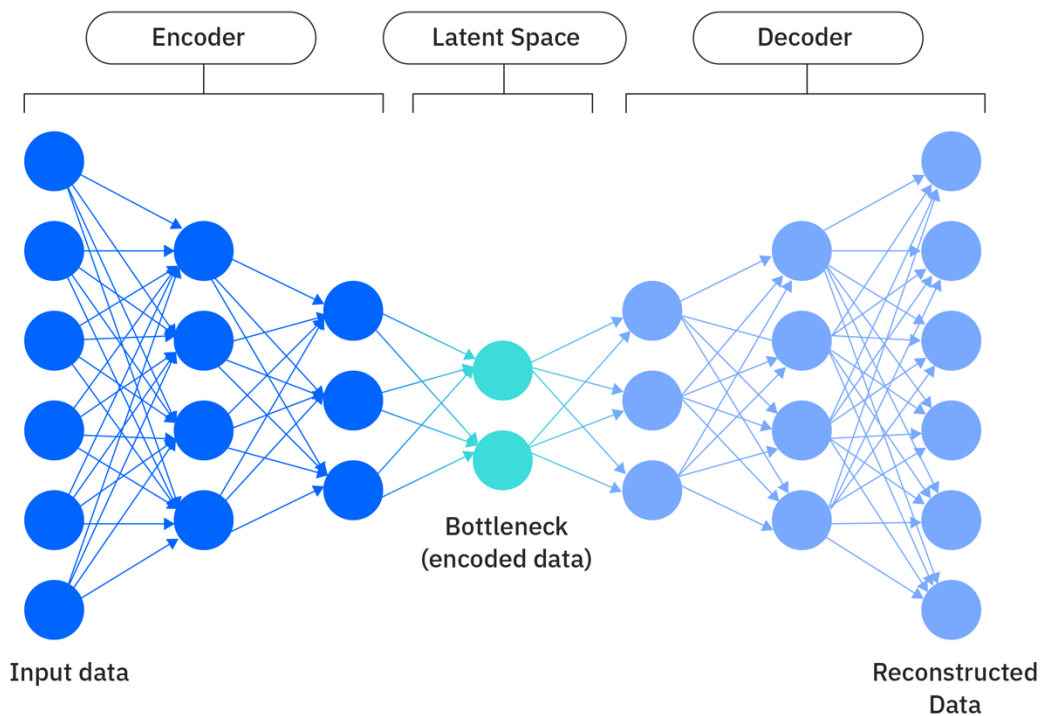 Encoder
Latent Space
Decoder
Bottleneck
(encoded data)
Input data
Reconstructed
Data